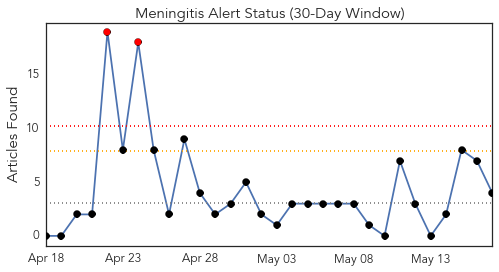 Meningitis Alert Status (30-Day Window)
Articles Found
15
10
5
0
Apr 18
Apr 23
Apr 28
May 03
May 08
May 13